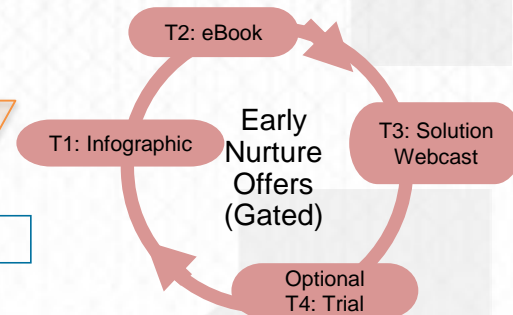 T2: eBook
T1: Infographic
Early
Nurture
Offers
(Gated)
T3: Solution
Webcast
Optional
T4: Trial